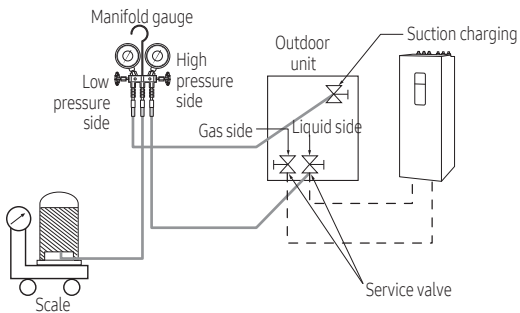 Manifold gauge
Low
pressure
side
High
pressure
side
Outdoor
unit
Suction charging
Gas side
Liquid side
Service valve
Scale